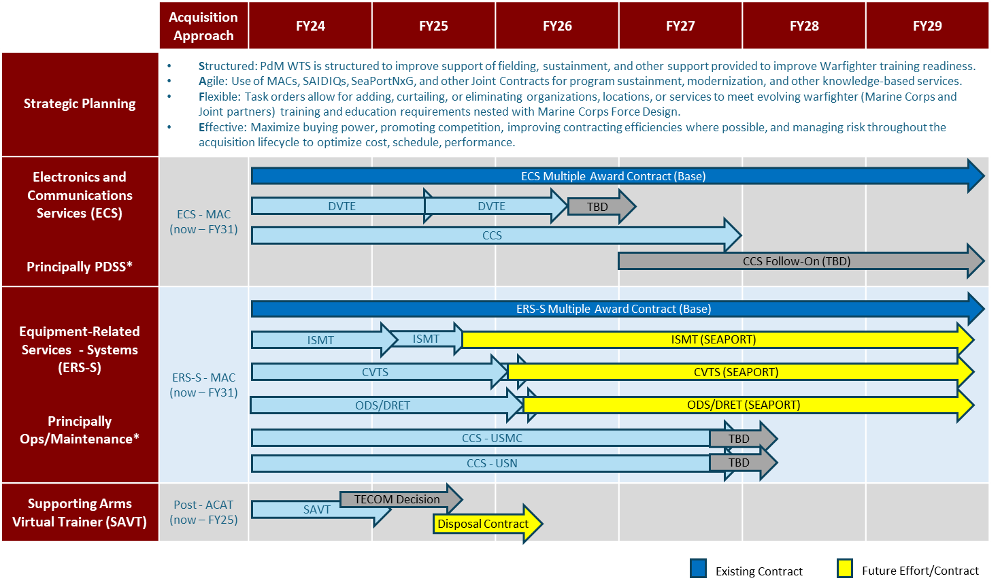 Acquisition
Approach
FY24
FY25
FY26
FY27
FY28
FY29
Strategic Planning
• Structured: PdM WTS is structured to improve support of fielding, sustainment, and other support provided to improve Warfighter training readiness.
• Agile: Use of MACs, SAIDIQs, SeaPortNxG, and other Joint Contracts for program sustainment, modernization, and other knowledge-based services.
• Flexible: Task orders allow for adding, curtailing, or eliminating organizations, locations, or services to meet evolving warfighter (Marine Corps and
Joint partners) training and education requirements nested with Marine Corps Force Design.
• Effective: Maximize buying power, promoting competition, improving contracting efficiencies where possible, and managing risk throughout the
acquisition lifecycle to optimize cost, schedule, performance.
Electronics and
Communications
Services (ECS)
Principally PDSS*
ECS - MAC
(now – FY31)
ECS Multiple Award Contract (Base)
DVTE
DVTE
TBD
CCS
CCS Follow-On (TBD)
Equipment-Related
Services - Systems
(ERS-S)
Principally
Ops/Maintenance*
ERS-S - MAC
(now – FY31)
ERS-S Multiple Award Contract (Base)
ISMT
ISMT
ISMT (SEAPORT)
CVTS
CVTS (SEAPORT)
ODS/DRET
ODS/DRET (SEAPORT)
CCS - USMC
TBD
CCS - USN
TBD
Supporting Arms
Virtual Trainer (SAVT)
Post - ACAT
(now – FY25)
TECOM Decision
SAVT
Disposal Contract
Existing Contract
Future Effort/Contract